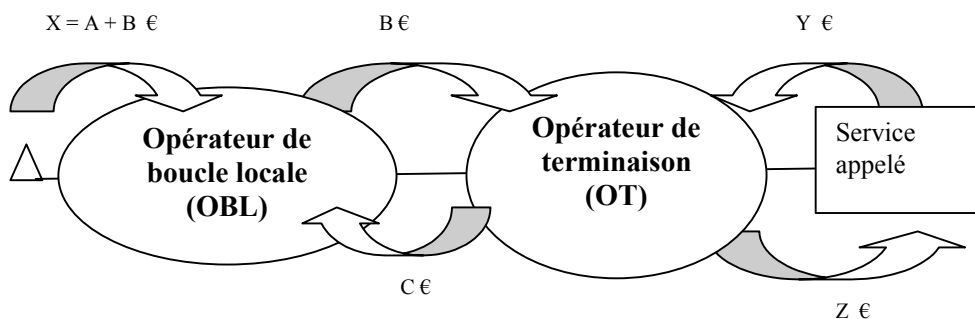 X = A + B €
B €
Y €
Opérateur de
boucle locale
(OBL)
Opérateur de
terminaison
(OT)
Service
appelé
C €
Z €